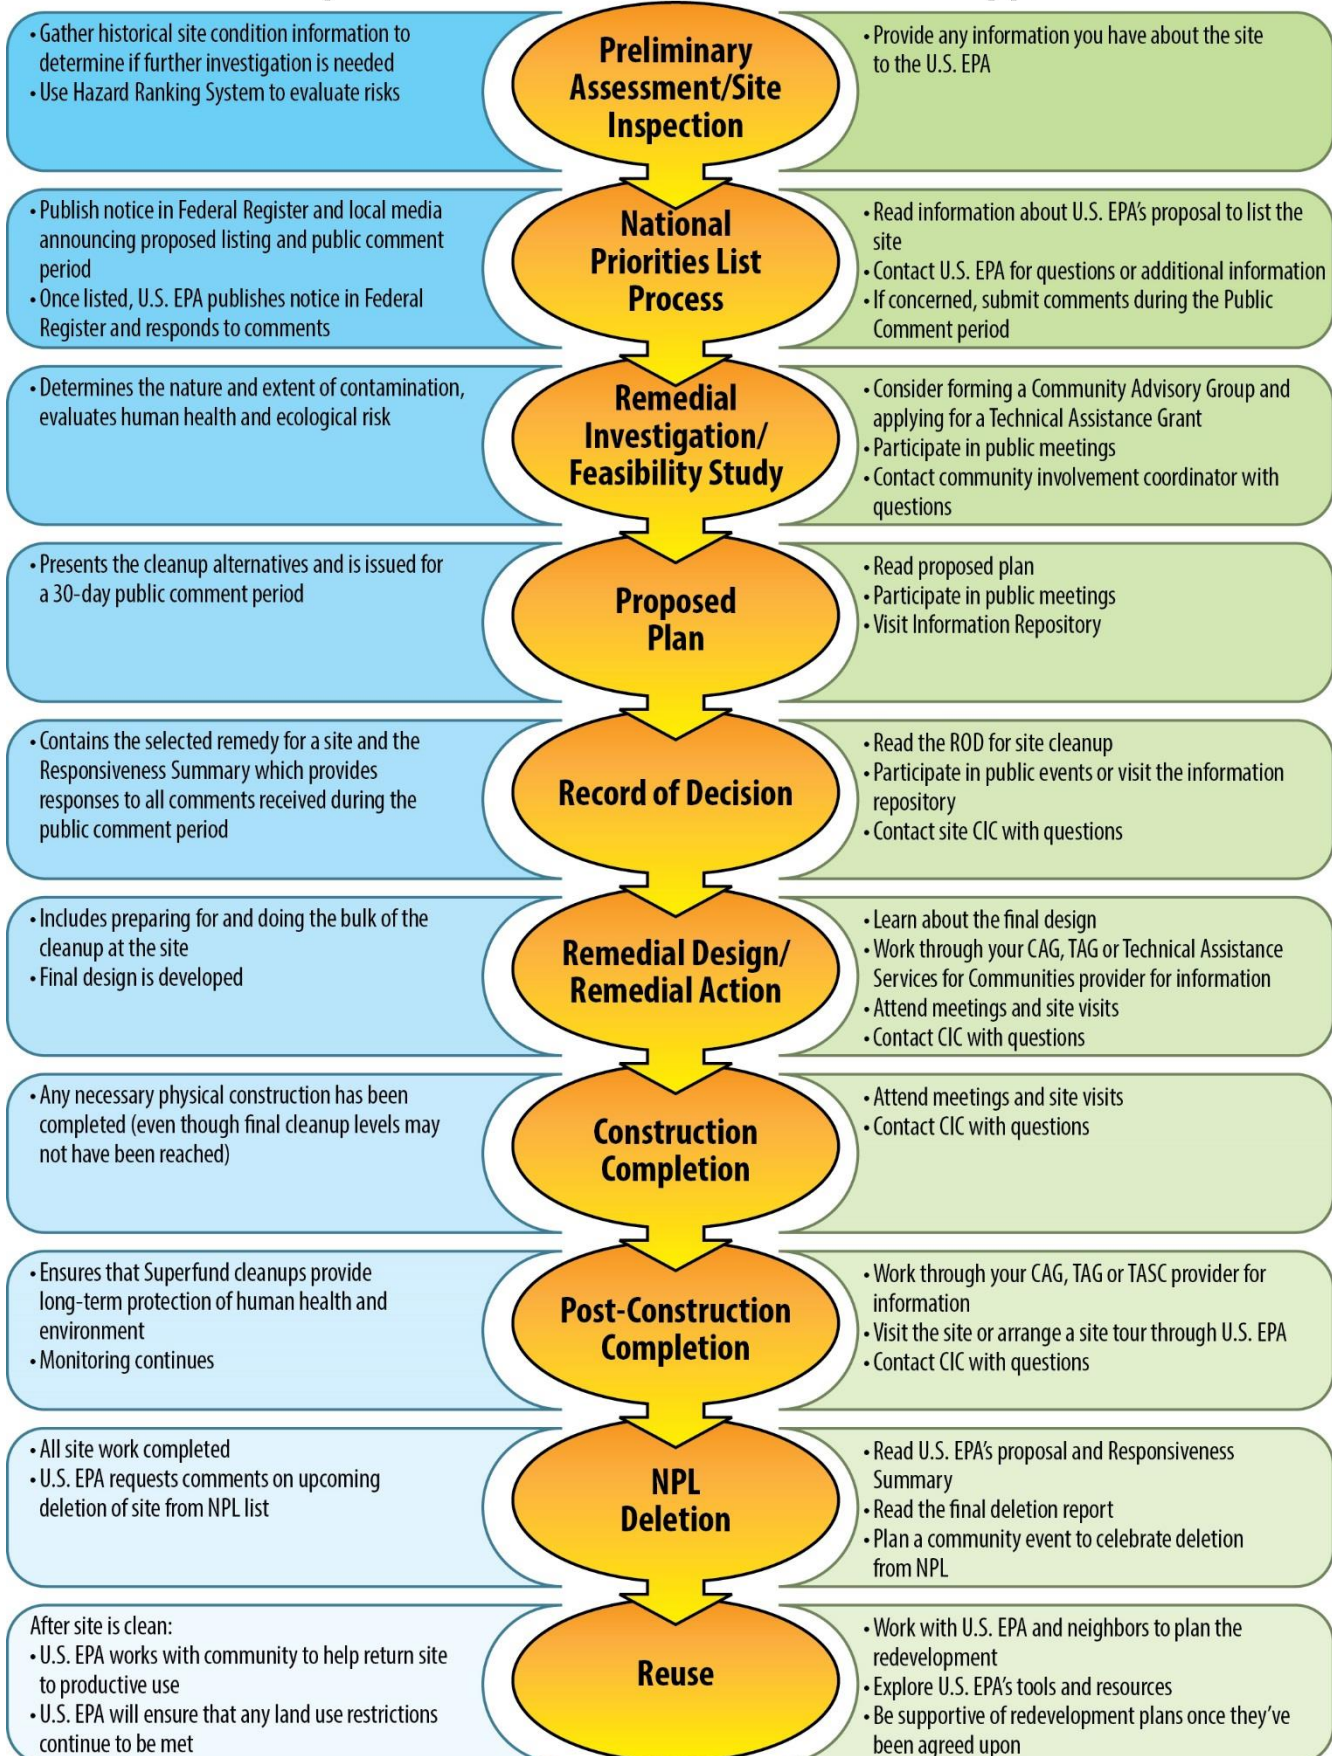 • Gather historical site condition information to
determine if further investigation is needed
• Use Hazard Ranking System to evaluate risks
Preliminary
Assessment/Site
Inspection
• Provide any information you have about the site
to the U.S. EPA
• Publish notice in Federal Register and local media
announcing proposed listing and public comment
period
• Once listed, U.S. EPA publishes notice in Federal
Register and responds to comments
National
Priorities List
Process
• Read information about U.S. EPA's proposal to list the
site
• Contact U.S. EPA for questions or additional information
• If concerned, submit comments during the Public
Comment period
• Determines the nature and extent of contamination,
evaluates human health and ecological risk
Remedial
Investigation/
Feasibility Study
• Consider forming a Community Advisory Group and
applying for a Technical Assistance Grant
• Participate in public meetings
• Contact community involvement coordinator with
questions
• Presents the cleanup alternatives and is issued for
a 30-day public comment period
Proposed
Plan
• Read proposed plan
• Participate in public meetings
• Visit Information Repository
• Contains the selected remedy for a site and the
Responsiveness Summary which provides
responses to all comments received during the
public comment period
Record of Decision
• Read the ROD for site cleanup
• Participate in public events or visit the information
repository
• Contact site CIC with questions
• Includes preparing for and doing the bulk of the
cleanup at the site
• Final design is developed
Remedial Design/
Remedial Action
• Learn about the final design
• Work through your CAG, TAG or Technical Assistance
Services for Communities provider for information
• Attend meetings and site visits
• Contact CIC with questions
• Any necessary physical construction has been
completed (even though final cleanup levels may
not have been reached)
Construction
Completion
• Attend meetings and site visits
• Contact CIC with questions
• Ensures that Superfund cleanups provide
long-term protection of human health and
environment
• Monitoring continues
Post-Construction
Completion
• Work through your CAG, TAG or TASC provider for
information
• Visit the site or arrange a site tour through U.S. EPA
• Contact CIC with questions
• All site work completed
• U.S. EPA requests comments on upcoming
deletion of site from NPL list
NPL
Deletion
• Read U.S. EPA's proposal and Responsiveness
Summary
• Read the final deletion report
• Plan a community event to celebrate deletion
from NPL
After site is clean:
• U.S. EPA works with community to help return site
to productive use
• U.S. EPA will ensure that any land use restrictions
continue to be met
Reuse
• Work with U.S. EPA and neighbors to plan the
redevelopment
• Explore U.S. EPA's tools and resources
• Be supportive of redevelopment plans once they've
been agreed upon